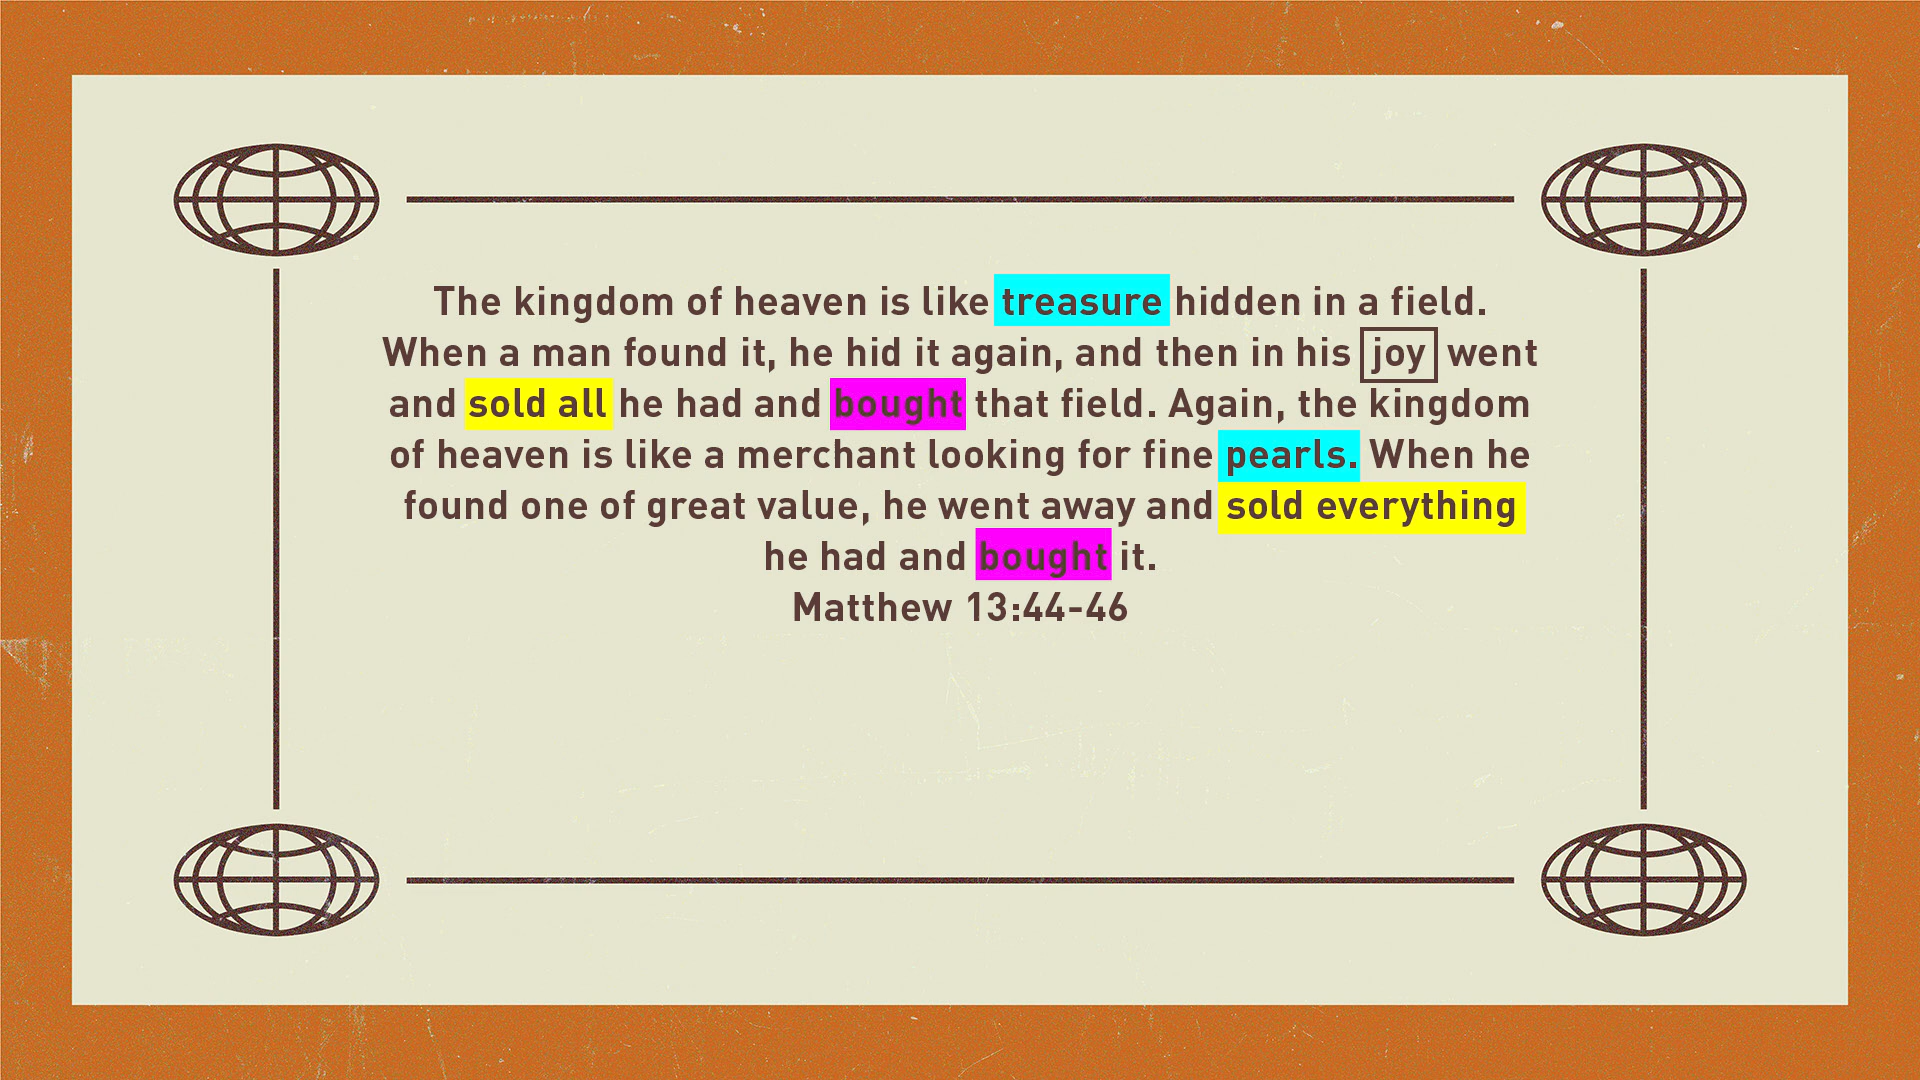 The kingdom of heaven is like treasure hidden in a field.
When a man found it, he hid it again, and then in his joy went
and sold all he had and bought that field. Again, the kingdom
of heaven is like a merchant looking for fine pearls. When he
found one of great value, he went away and sold everything
he had and bought it.
Matthew 13:44-46